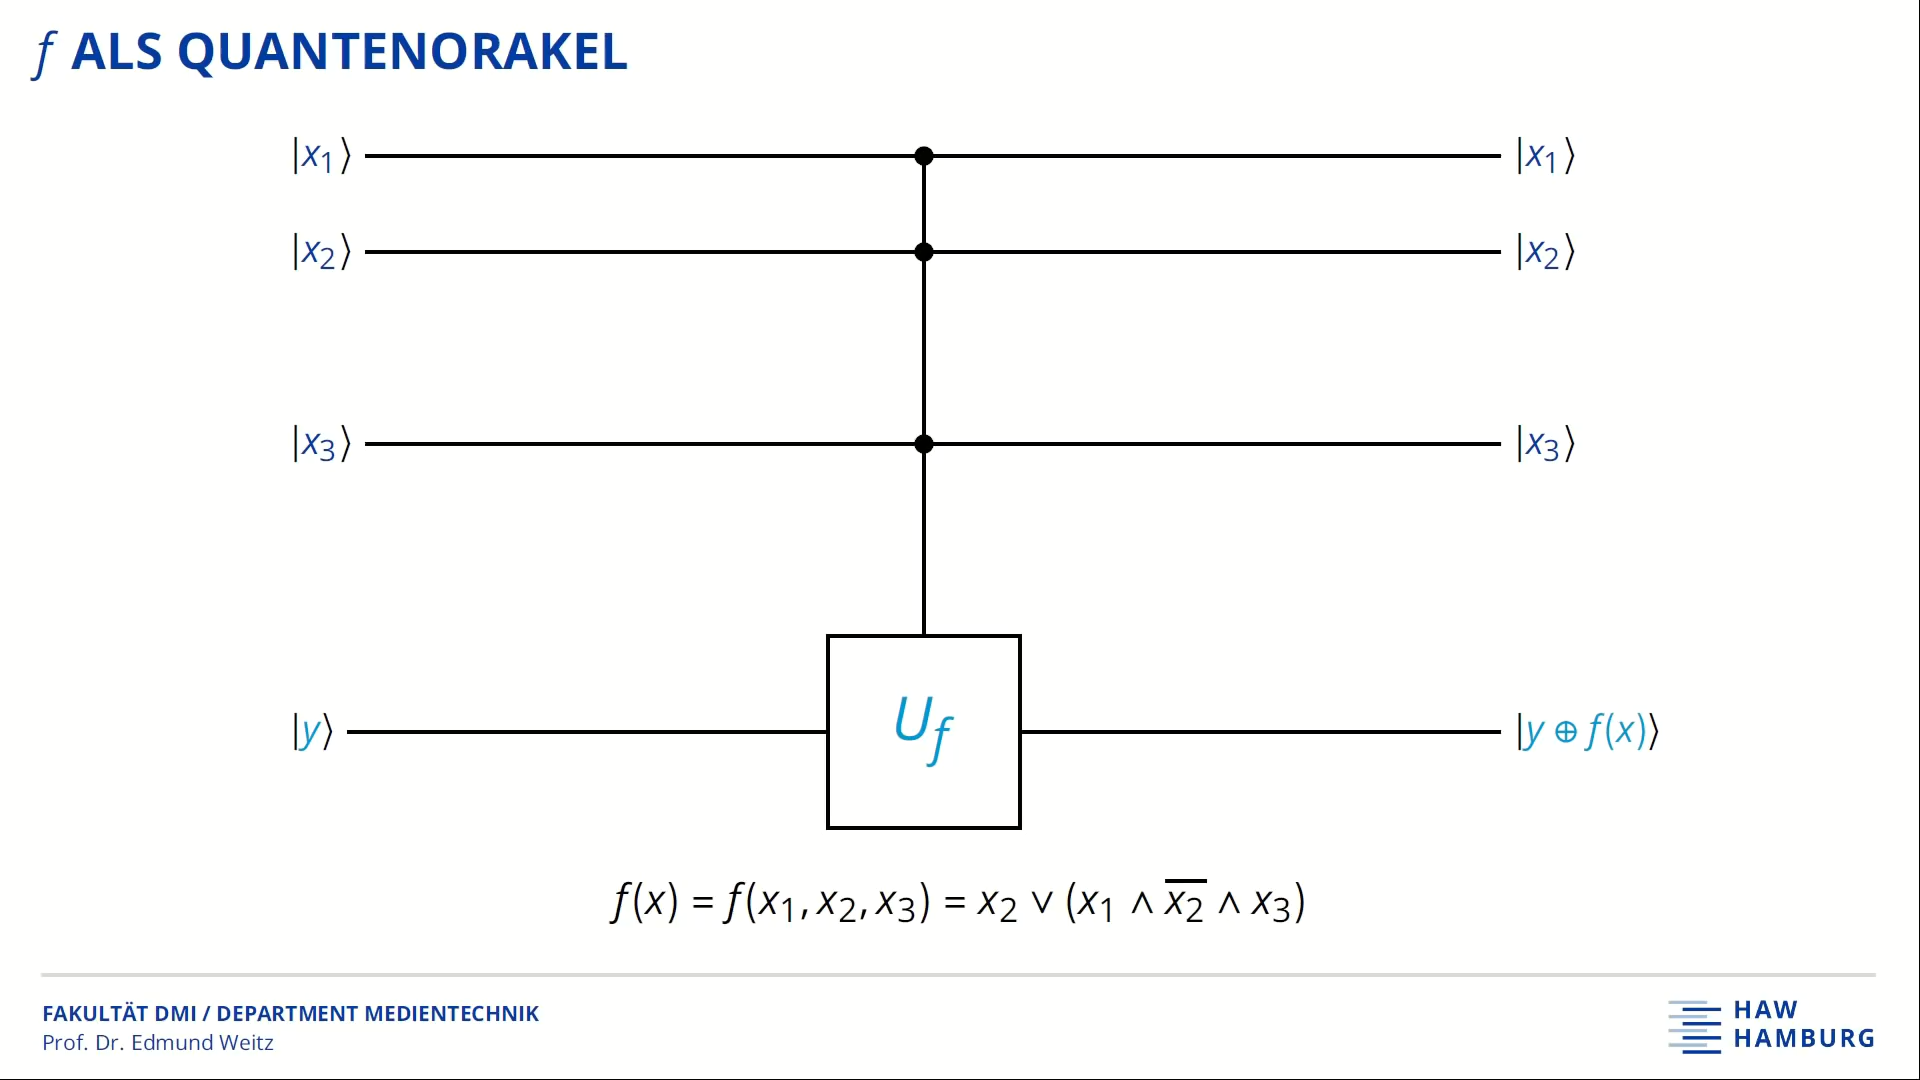 f ALS QUANTENORAKEL
|x₁⟩ |x₁⟩
|x₂⟩ |x₂⟩
|x₃⟩ |x₃⟩
U_f
|y⟩ |y ⊕ f(x)⟩
f(x) = f(x₁, x₂, x₃) = x₂ ∨ (x₁ ∧ x̅₂ ∧ x₃)
FAKULTÄT DMI / DEPARTMENT MEDIENTECHNIK
Prof. Dr. Edmund Weitz
HAW
HAMBURG